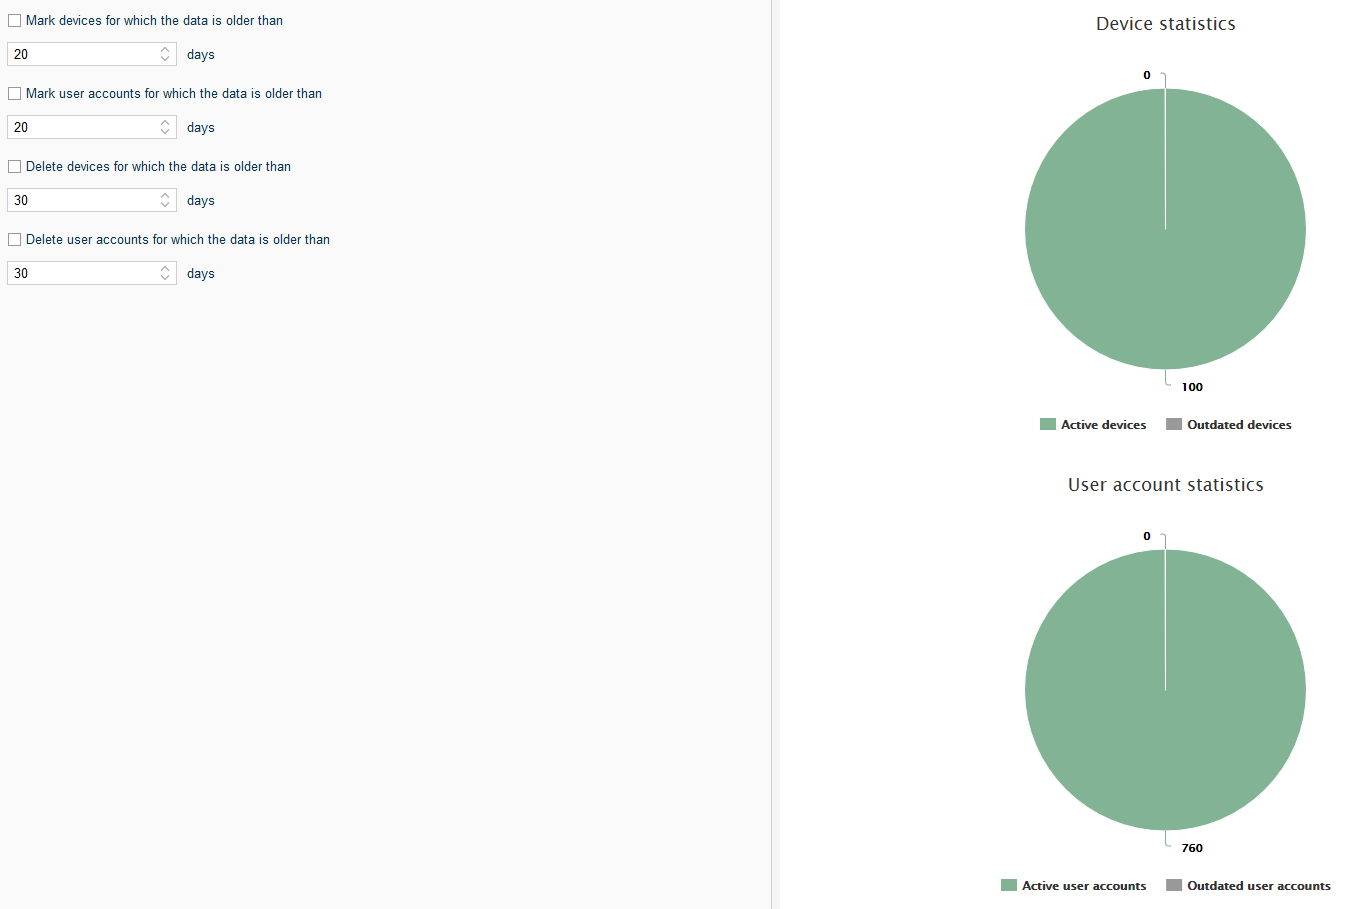 Mark devices for which the data is older than
20 days
Mark user accounts for which the data is older than
20 days
Delete devices for which the data is older than
30 days
Delete user accounts for which the data is older than
30 days
Device statistics
0
100
Active devices Outdated devices
User account statistics
0
760
Active user accounts Outdated user accounts